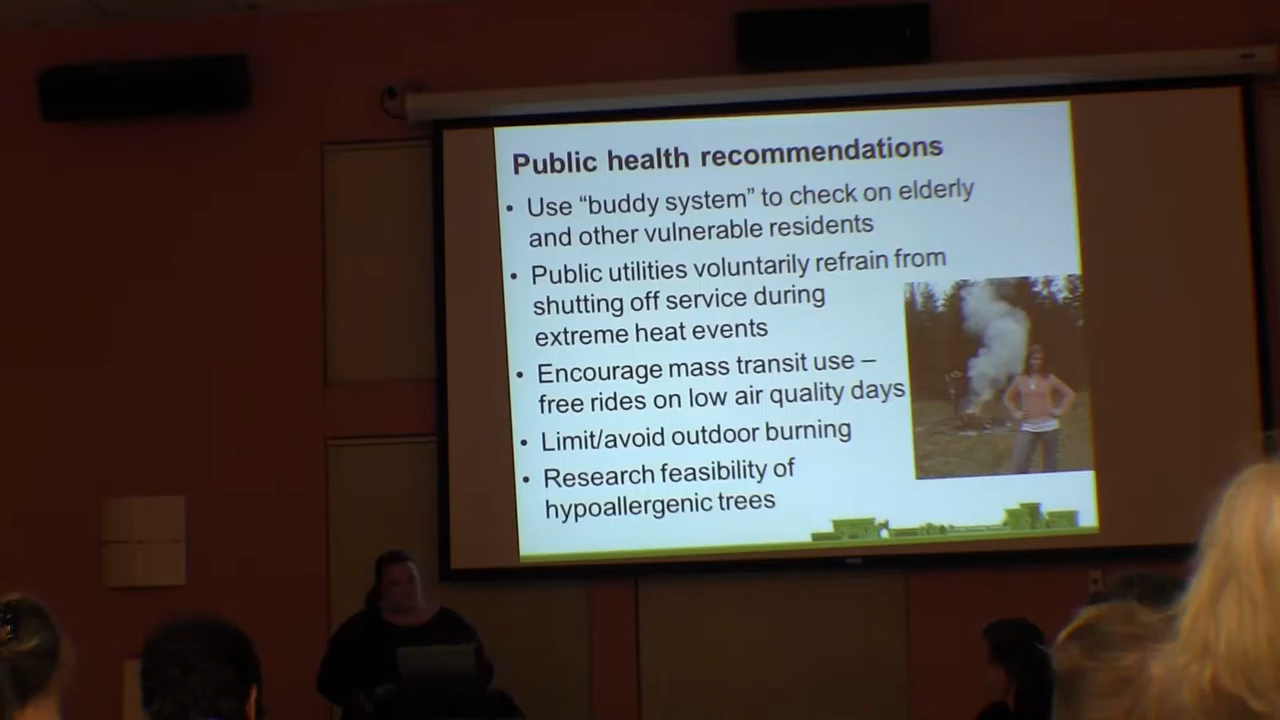 Public health recommendations
• Use “buddy system” to check on elderly
and other vulnerable residents
• Public utilities voluntarily refrain from
shutting off service during
extreme heat events
• Encourage mass transit use –
free rides on low air quality days
• Limit/avoid outdoor burning
• Research feasibility of
hypoallergenic trees